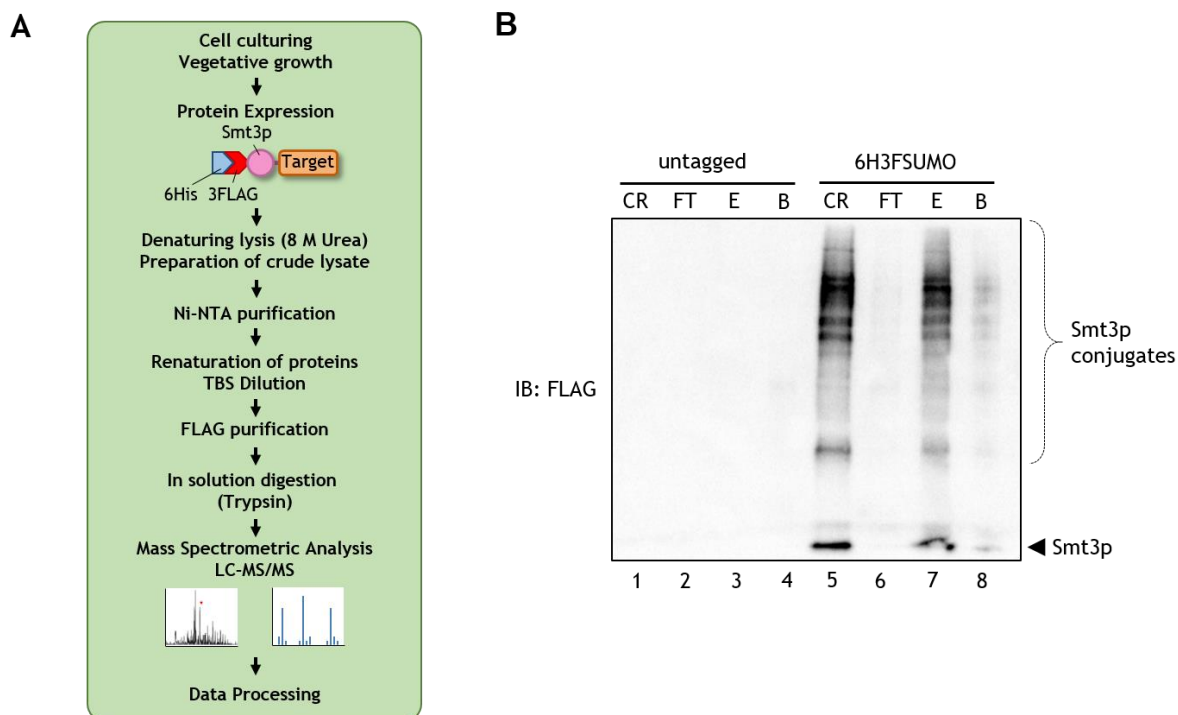 A
Cell culturing
Vegetative growth
Protein Expression
Smt3p
Target
6His 3FLAG
Denaturing lysis (8 M Urea)
Preparation of crude lysate
Ni-NTA purification
Renaturation of proteins
TBS Dilution
FLAG purification
In solution digestion
(Trypsin)
Mass Spectrometric Analysis
LC-MS/MS
Data Processing
B
untagged 6H3FSUMO
CR FT E B CR FT E B
IB: FLAG
Smt3p
conjugates
Smt3p
1 2 3 4 5 6 7 8